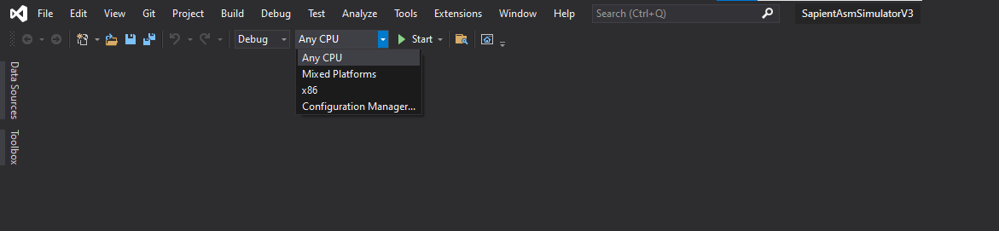 File Edit View Git Project Build Debug Test Analyze Tools Extensions Window Help Search (Ctrl+Q) SapientAsmSimulatorV3
Debug Any CPU Start
Any CPU
Mixed Platforms
x86
Configuration Manager...
Data Sources
Toolbox